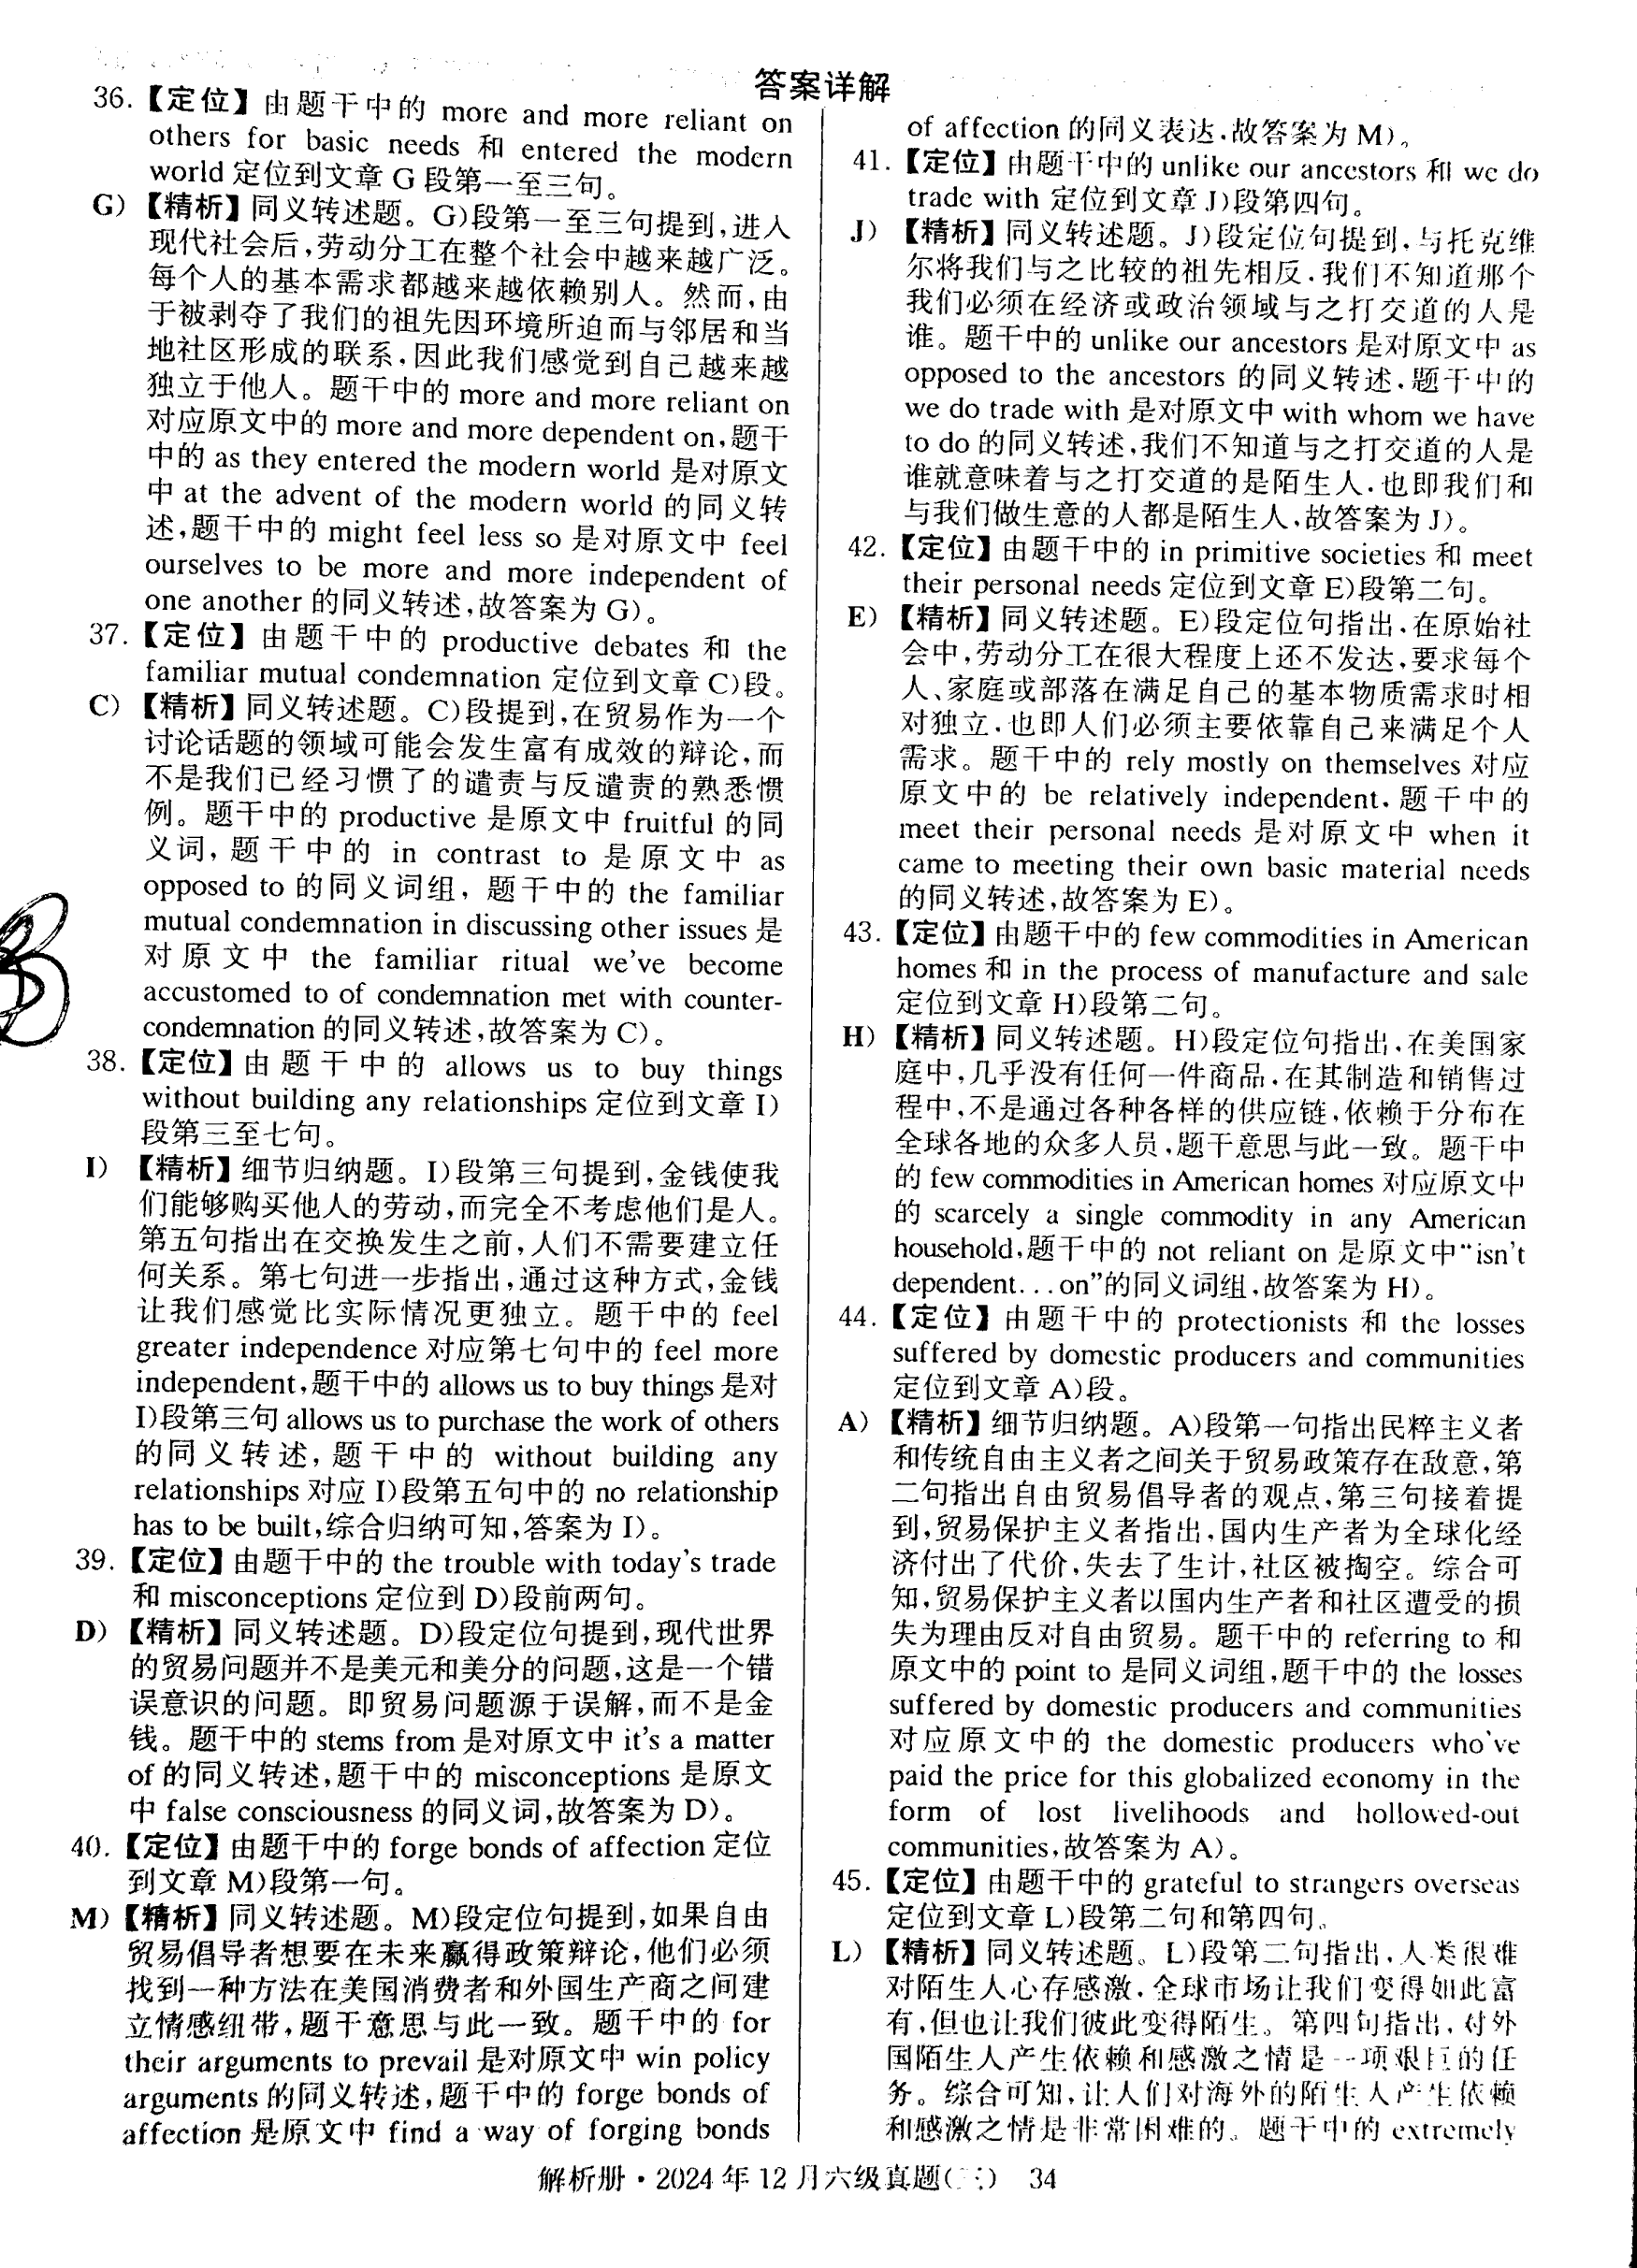 答案详解
36.【定位】由题干中的 more and more reliant on
others for basic needs 和 entered the modern
world 定位到文章 G 段第一至三句。
G)【精析】同义转述题。G)段第一至三句提到,进入
现代社会后,劳动分工在整个社会中越来越广泛。
每个人的基本需求都越来越依赖别人。然而,由
于被剥夺了我们的祖先因环境所迫而与邻居和当
地社区形成的联系,因此我们感觉到自己越来越
独立于他人。题干中的 more and more reliant on
对应原文中的 more and more dependent on,题干
中的 as they entered the modern world 是对原文
中 at the advent of the modern world 的同义转
述,题干中的 might feel less so 是对原文中 feel
ourselves to be more and more independent of
one another 的同义转述,故答案为 G)。
37.【定位】由题干中的 productive debates 和 the
familiar mutual condemnation 定位到文章 C)段。
C)【精析】同义转述题。C)段提到,在贸易作为一个
讨论话题的领域可能会发生富有成效的辩论,而
不是我们已经习惯了的谴责与反谴责的熟悉惯
例。题干中的 productive 是原文中 fruitful 的同
义词,题干中的 in contrast to 是原文中 as
opposed to 的同义词组,题干中的 the familiar
mutual condemnation in discussing other issues 是
对原文中 the familiar ritual we've become
accustomed to of condemnation met with counter-
condemnation 的同义转述,故答案为 C)。
38.【定位】由题干中的 allows us to buy things
without building any relationships 定位到文章 I)
段第三至七句。
I)【精析】细节归纳题。I)段第三句提到,金钱使我
们能够购买他人的劳动,而完全不考虑他们是人。
第五句指出在交换发生之前,人们不需要建立任
何关系。第七句进一步指出,通过这种方式,金钱
让我们感觉比实际情况更独立。题干中的 feel
greater independence 对应第七句中的 feel more
independent,题干中的 allows us to buy things 是对
I)段第三句 allows us to purchase the work of others
的同义转述,题干中的 without building any
relationships 对应 I)段第五句中的 no relationship
has to be built,综合归纳可知,答案为 I)。
39.【定位】由题干中的 the trouble with today's trade
和 misconceptions 定位到 D)段前两句。
D)【精析】同义转述题。D)段定位句提到,现代世界
的贸易问题并不是美元和美分的问题,这是一个错
误意识的问题。即贸易问题源于误解,而不是金
钱。题干中的 stems from 是对原文中 it's a matter
of 的同义转述,题干中的 misconceptions 是原文
中 false consciousness 的同义词,故答案为 D)。
40.【定位】由题干中的 forge bonds of affection 定位
到文章 M)段第一句。
M)【精析】同义转述题。M)段定位句提到,如果自由
贸易倡导者想要在未来赢得政策辩论,他们必须
找到一种方法在美国消费者和外国生产商之间建
立情感纽带,题干意思与此一致。题干中的 for
their arguments to prevail 是对原文中 win policy
arguments 的同义转述,题干中的 forge bonds of
affection 是原文中 find a way of forging bonds
of affection 的同义表达,故答案为 M)。
41.【定位】由题干中的 unlike our ancestors 和 we do
trade with 定位到文章 J)段第四句。
J)【精析】同义转述题。J)段定位句提到,与托克维
尔将我们与之比较的祖先相反,我们不知道那个
我们必须在经济或政治领域与之打交道的人是
谁。题干中的 unlike our ancestors 是对原文中 as
opposed to the ancestors 的同义转述,题干中的
we do trade with 是对原文中 with whom we have
to do 的同义转述,我们不知道与之打交道的人是
谁就意味着与之打交道的是陌生人,也即我们和
与我们做生意的人都是陌生人,故答案为 J)。
42.【定位】由题干中的 in primitive societies 和 meet
their personal needs 定位到文章 E)段第二句。
E)【精析】同义转述题。E)段定位句指出,在原始社
会中,劳动分工在很大程度上还不发达,要求每个
人、家庭或部落在满足自己的基本物质需求时相
对独立,也即人们必须主要依靠自己来满足个人
需求。题干中的 rely mostly on themselves 对应
原文中的 be relatively independent,题干中的
meet their personal needs 是对原文中 when it
came to meeting their own basic material needs
的同义转述,故答案为 E)。
43.【定位】由题干中的 few commodities in American
homes 和 in the process of manufacture and sale
定位到文章 H)段第二句。
H)【精析】同义转述题。H)段定位句指出,在美国家
庭中,几乎没有任何一件商品,在其制造和销售过
程中,不是通过各种各样的供应链,依赖于分布在
全球各地的众多人员,题干意思与此一致。题干中
的 few commodities in American homes 对应原文中
的 scarcely a single commodity in any American
household,题干中的 not reliant on 是原文中“isn't
dependent...on”的同义词组,故答案为 H)。
44.【定位】由题干中的 protectionists 和 the losses
suffered by domestic producers and communities
定位到文章 A)段。
A)【精析】细节归纳题。A)段第一句指出民粹主义者
和传统自由主义者之间关于贸易政策存在敌意,第
二句指出自由贸易倡导者的观点,第三句接着提
到,贸易保护主义者指出,国内生产者为全球化经
济付出了代价,失去了生计,社区被掏空。综合可
知,贸易保护主义者以国内生产者和社区遭受的损
失为理由反对自由贸易。题干中的 referring to 和
原文中的 point to 是同义词组,题干中的 the losses
suffered by domestic producers and communities
对应原文中的 the domestic producers who've
paid the price for this globalized economy in the
form of lost livelihoods and hollowed-out
communities,故答案为 A)。
45.【定位】由题干中的 grateful to strangers overseas
定位到文章 L)段第二句和第四句。
L)【精析】同义转述题。L)段第二句指出,人类很难
对陌生人心存感激,全球市场让我们变得如此富
有,但也让我们彼此变得陌生。第四句指出,对外
国陌生人产生依赖和感激之情是一项艰巨的任
务。综合可知,让人们对海外的陌生人产生依赖
和感激之情是非常困难的。题干中的 extremely
解析册·2024年12月六级真题(三) 34